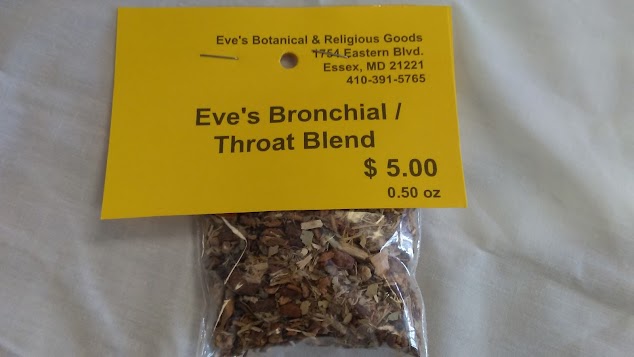 Eve's Botanical & Religious Goods
1754 Eastern Blvd.
Essex, MD 21221
410-391-5765
Eve's Bronchial /
Throat Blend
$ 5.00
0.50 oz